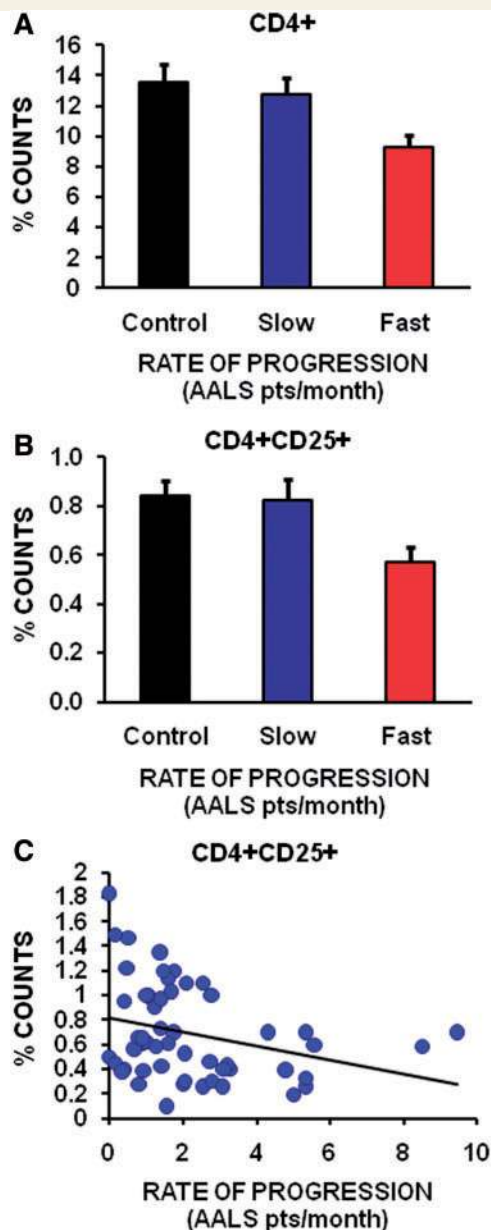 A
CD4+
16
14
12
10
8
6
4
2
0
% COUNTS
Control Slow Fast
RATE OF PROGRESSION
(AALS pts/month)
B
CD4+CD25+
1.0
0.8
0.6
0.4
0.2
0.0
% COUNTS
Control Slow Fast
RATE OF PROGRESSION
(AALS pts/month)
C
CD4+CD25+
2
1.8
1.6
1.4
1.2
1
0.8
0.6
0.4
0.2
0
% COUNTS
0 2 4 6 8 10
RATE OF PROGRESSION
(AALS pts/month)